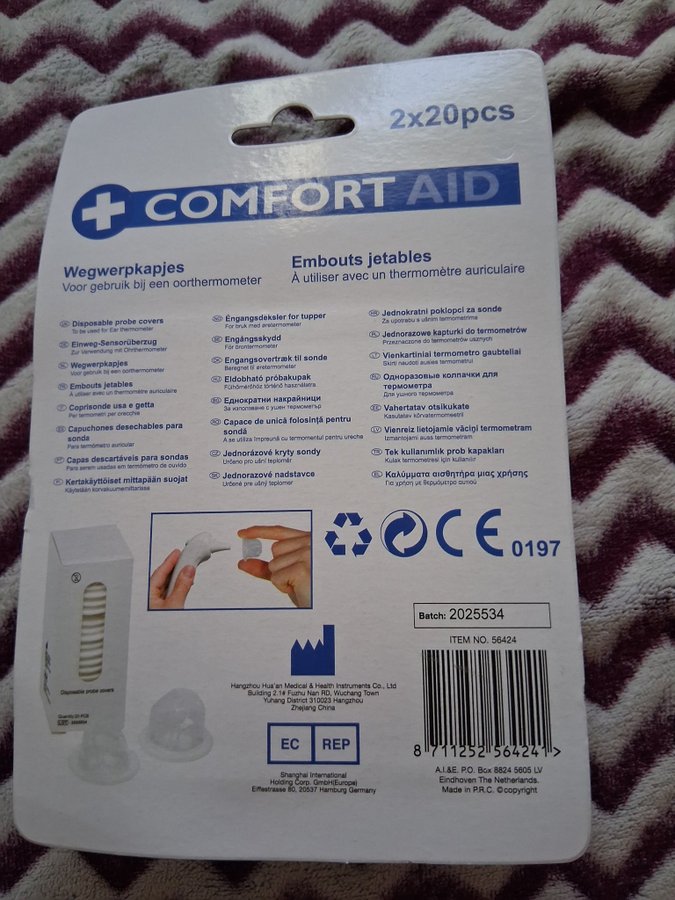 2x20pcs
COMFORT AID
Wegwerpkapjes
Voor gebruik bij een oorthermometer
Embouts jetables
À utiliser avec un thermomètre auriculaire
Disposable probe covers
To be used for Ear thermometer
Einweg-Sensorüberzug
Zur Verwendung mit Ohrthermometer
Wegwerpkapjes
Voor gebruik bij een oorthermometer
Embouts jetables
À utiliser avec un thermomètre auriculaire
Coprisonde usa e getta
Per termometri per orecchie
Capuchones desechables para
sonda
Para termómetro auricular
Capas descartáveis para sondas
Para serem usadas em termómetro de ouvido
Kertakäyttöiset mittapään suojat
Käytetään korvakuumemittarissa
Engangsdeksler for tupper
For bruk med øretermometer
Engångsskydd
För örontermometer
Engangsovertræk til sonde
Beregnet til øretermometer
Eldobható próbakupak
Fülhőmérőhöz történő használatra
Еднократни накрайници
За използване с ушен термометър
Capace de unică folosință pentru
sondă
A se utiliza împreună cu termometrul pentru ureche
Jednorázové kryty sondy
Určeno pro ušní teploměr
Jednorazové nadstavce
Určené pre ušný teplomer
Jednokratni poklopci za sonde
Za upotrebu s ušnim termometrima
Jednorazowe kapturki do termometrów
Przeznaczone do termometrów usznych
Vienkartiniai termometro gaubteliai
Skirti naudoti ausies termometrui
Одноразовые колпачки для
термометра
Для ушного термометра
Vahertatav otsikukate
Kasutatav kõrvatermomeetril
Vienreiz lietojamie vāciņi termometram
Izmantojami auss termometram
Tek kullanımlık prob kapakları
Kulak termometresi için kullanılır
Καλύμματα αισθητήρα μιας χρήσης
Για χρήση με θερμόμετρο αυτιού
CE 0197
Batch: 2025534
ITEM NO. 56424
8 711252 564241 >
A.I.&E. P.O. Box 8824 5605 LV
Eindhoven The Netherlands.
Made in P.R.C. © copyright
Hangzhou Hua'an Medical & Health Instruments Co., Ltd
Building 2.1# Fuzhu Nan RD, Wuchang Town
Yuhang District 310023 Hangzhou
Zhejiang China
EC REP
Shanghai International
Holding Corp. GmbH(Europe)
Eiffestrasse 80, 20537 Hamburg Germany
Disposable probe covers
Quantity:20 PCS